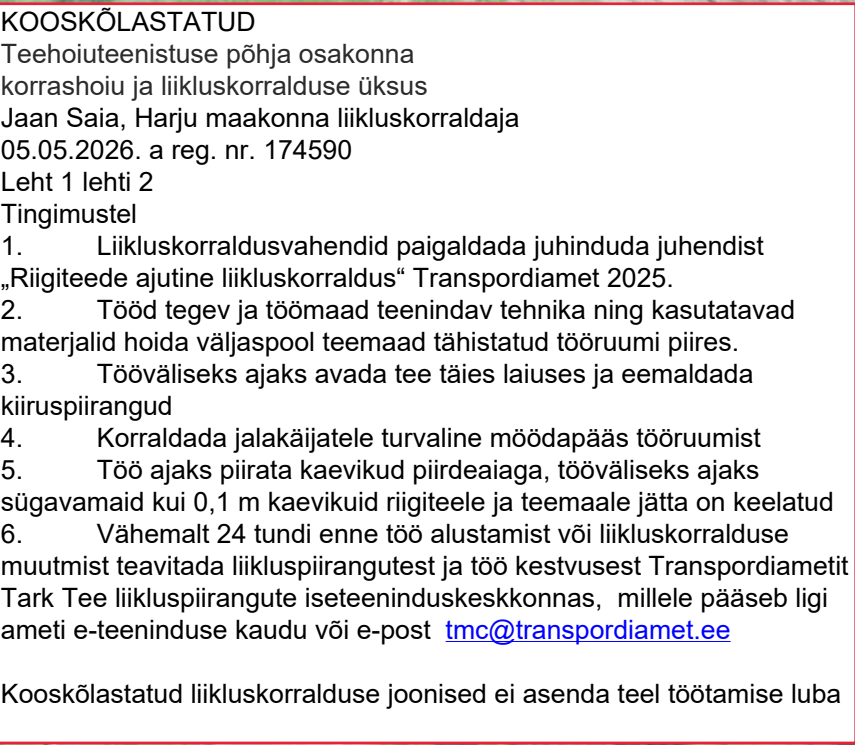 KOOSKÕLASTATUD
Teehoiuteenistuse põhja osakonna
korrashoiu ja liikluskorralduse üksus
Jaan Saia, Harju maakonna liikluskorraldaja
05.05.2026. a reg. nr. 174590
Leht 1 lehti 2
Tingimustel
1. Liikluskorraldusvahendid paigaldada juhinduda juhendist
„Riigiteede ajutine liikluskorraldus“ Transpordiamet 2025.
2. Tööd tegev ja töömaad teenindav tehnika ning kasutatavad
materjalid hoida väljaspool teemaad tähistatud tööruumi piires.
3. Tööväliseks ajaks avada tee täies laiuses ja eemaldada
kiiruspiirangud
4. Korraldada jalakäijatele turvaline möödapääs tööruumist
5. Töö ajaks piirata kaevikud piirdeaiaga, tööväliseks ajaks
sügavamaid kui 0,1 m kaevikuid riigiteele ja teemaale jätta on keelatud
6. Vähemalt 24 tundi enne töö alustamist või liikluskorralduse
muutmist teavitada liikluspiirangutest ja töö kestvusest Transpordiametit
Tark Tee liikluspiirangute iseteeninduskeskkonnas, millele pääseb ligi
ameti e-teeninduse kaudu või e-post tmc@transpordiamet.ee
Kooskõlastatud liikluskorralduse joonised ei asenda teel töötamise luba